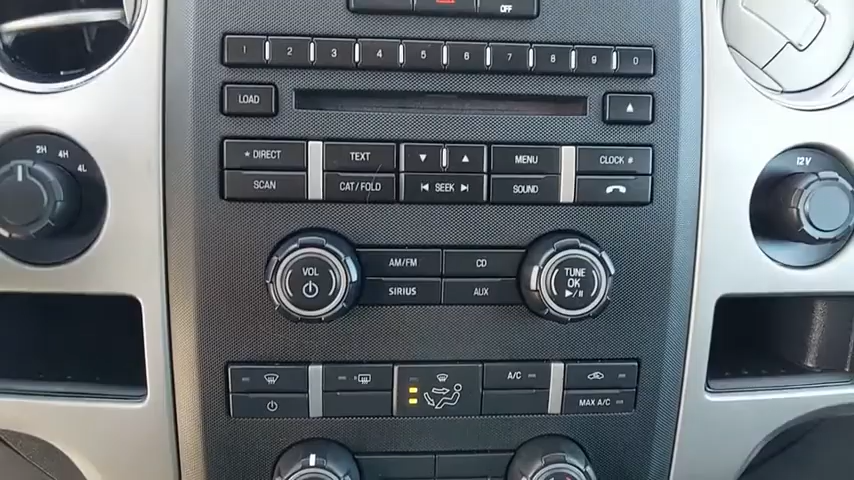 OFF
1 2 3 4 5 6 7 8 9 0
LOAD
2H 4H 4L
12V
* DIRECT TEXT MENU CLOCK #
SCAN CAT/FOLD SEEK SOUND
VOL AM/FM CD TUNE
OK
SIRIUS AUX
A/C
MAX A/C